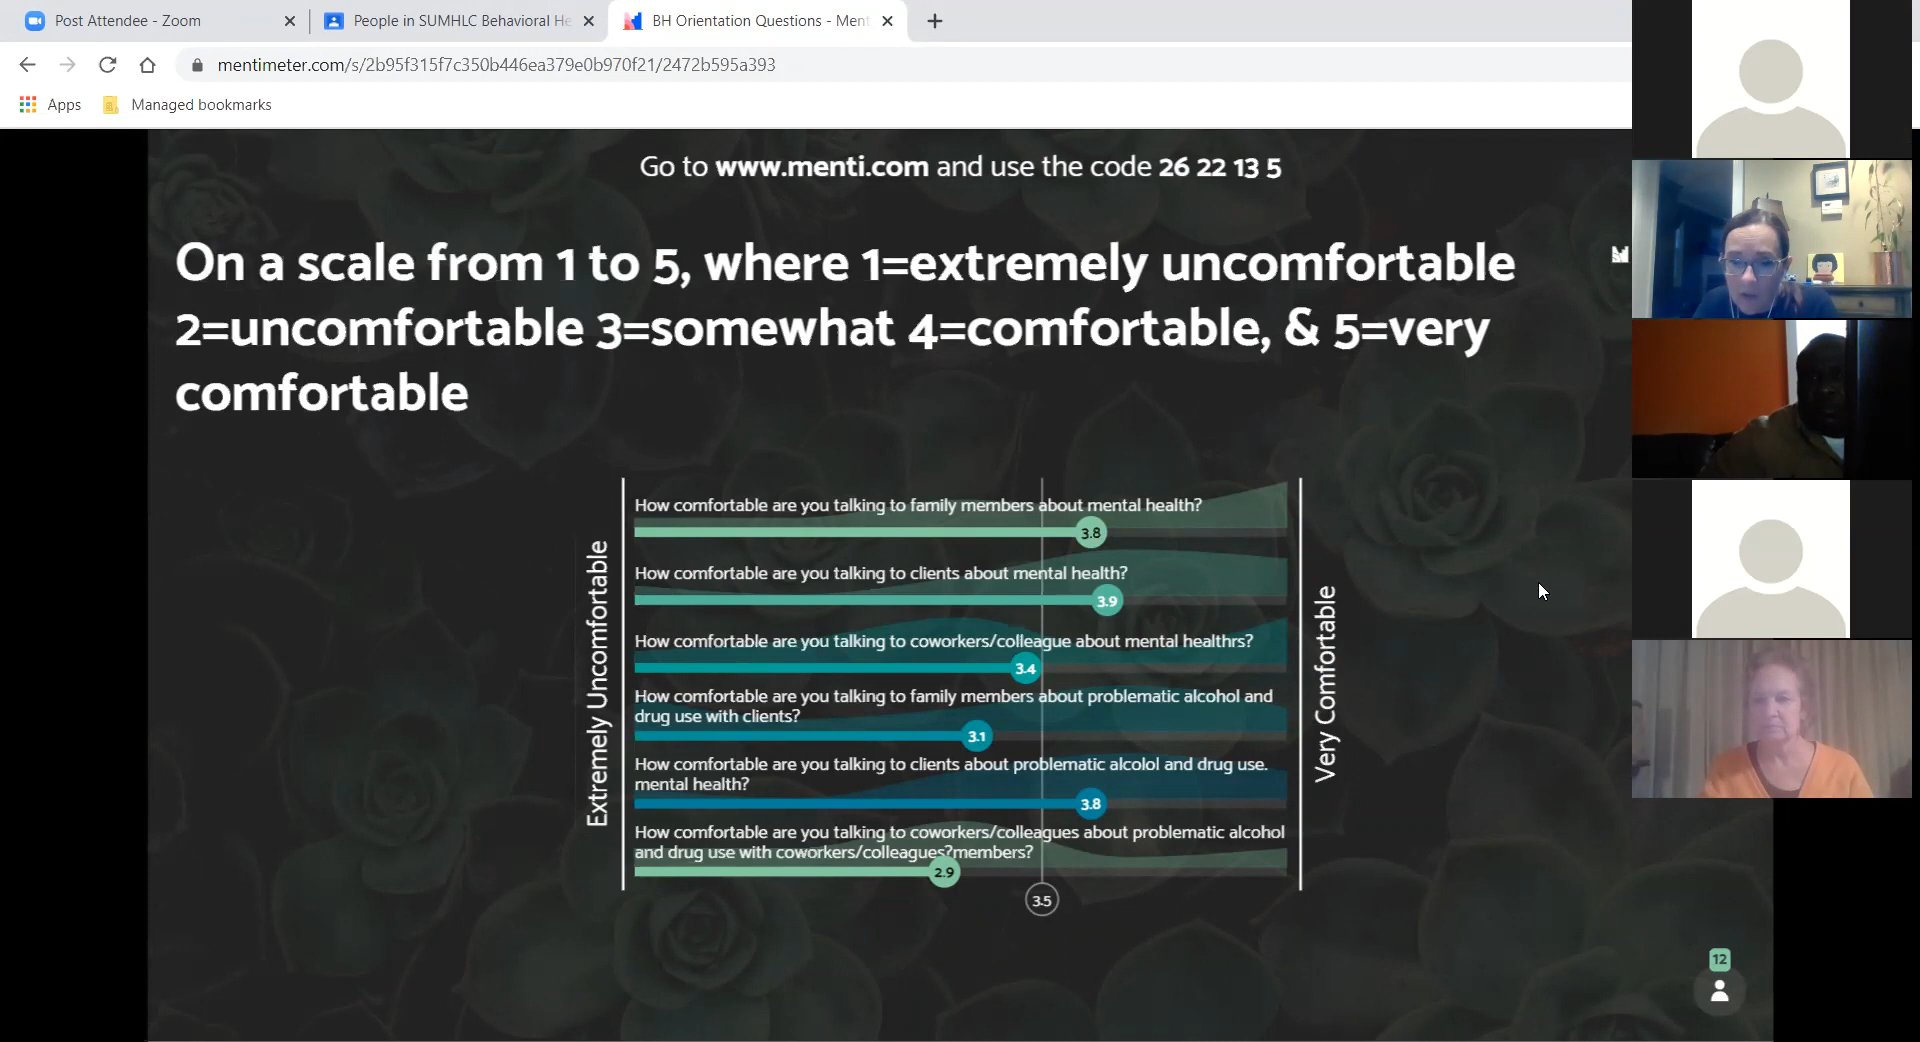 Post Attendee - Zoom
People in SUMHLC Behavioral He
BH Orientation Questions - Ment
mentimeter.com/s/2b95f315f7c350b446ea379e0b970f21/2472b595a393
Apps
Managed bookmarks
Go to www.menti.com and use the code 26 22 13 5
On a scale from 1 to 5, where 1=extremely uncomfortable
2=uncomfortable 3=somewhat 4=comfortable, & 5=very
comfortable
Extremely Uncomfortable
How comfortable are you talking to family members about mental health?
3.8
How comfortable are you talking to clients about mental health?
3.9
How comfortable are you talking to coworkers/colleague about mental healthrs?
3.4
How comfortable are you talking to family members about problematic alcohol and
drug use with clients?
3.1
How comfortable are you talking to clients about problematic alcolol and drug use.
mental health?
3.8
How comfortable are you talking to coworkers/colleagues about problematic alcohol
and drug use with coworkers/colleagues?members?
2.9
3.5
Very Comfortable
12